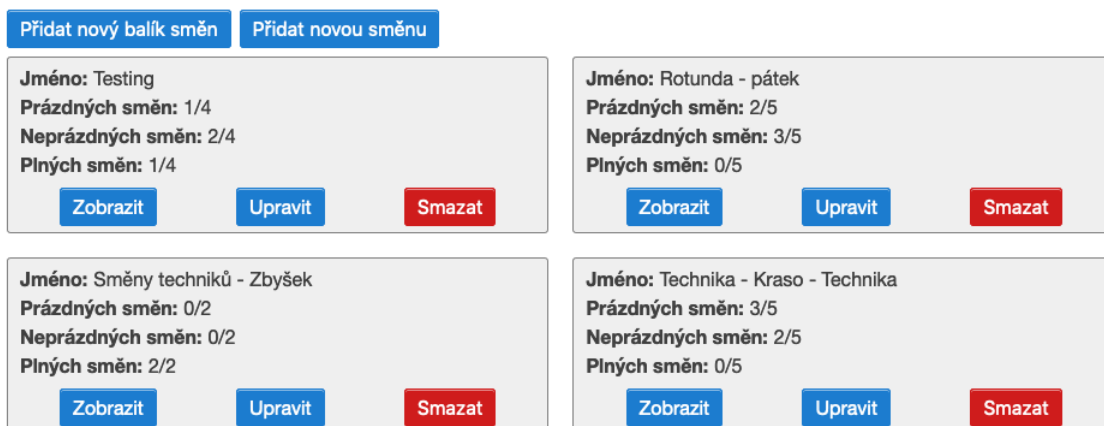 Přidat nový balík směn Přidat novou směnu
Jméno: Testing
Prázdných směn: 1/4
Neprázdných směn: 2/4
Plných směn: 1/4
Zobrazit Upravit Smazat
Jméno: Rotunda - pátek
Prázdných směn: 2/5
Neprázdných směn: 3/5
Plných směn: 0/5
Zobrazit Upravit Smazat
Jméno: Směny techniků - Zbyšek
Prázdných směn: 0/2
Neprázdných směn: 0/2
Plných směn: 2/2
Zobrazit Upravit Smazat
Jméno: Technika - Kraso - Technika
Prázdných směn: 3/5
Neprázdných směn: 2/5
Plných směn: 0/5
Zobrazit Upravit Smazat